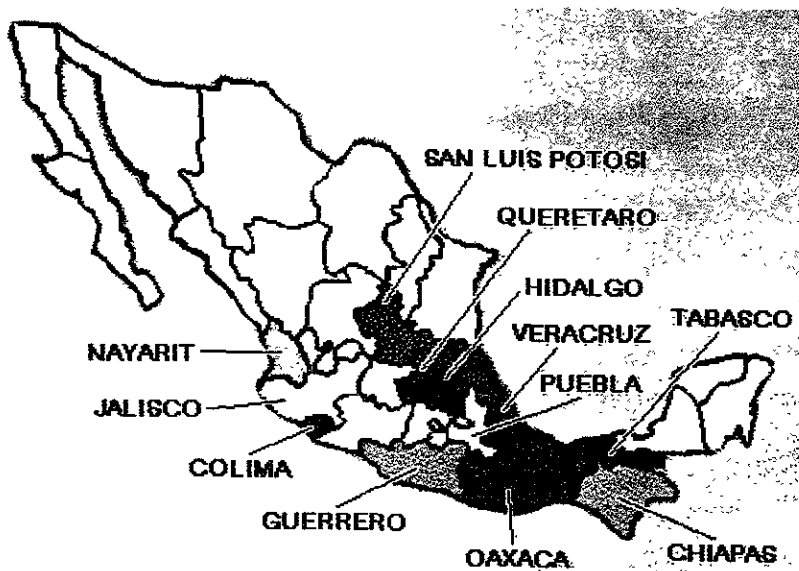 SAN LUIS POTOSI
QUERETARO
HIDALGO
TABASCO
VERACRUZ
NAYARIT
PUEBLA
JALISCO
COLIMA
GUERRERO
OAXACA
CHIAPAS